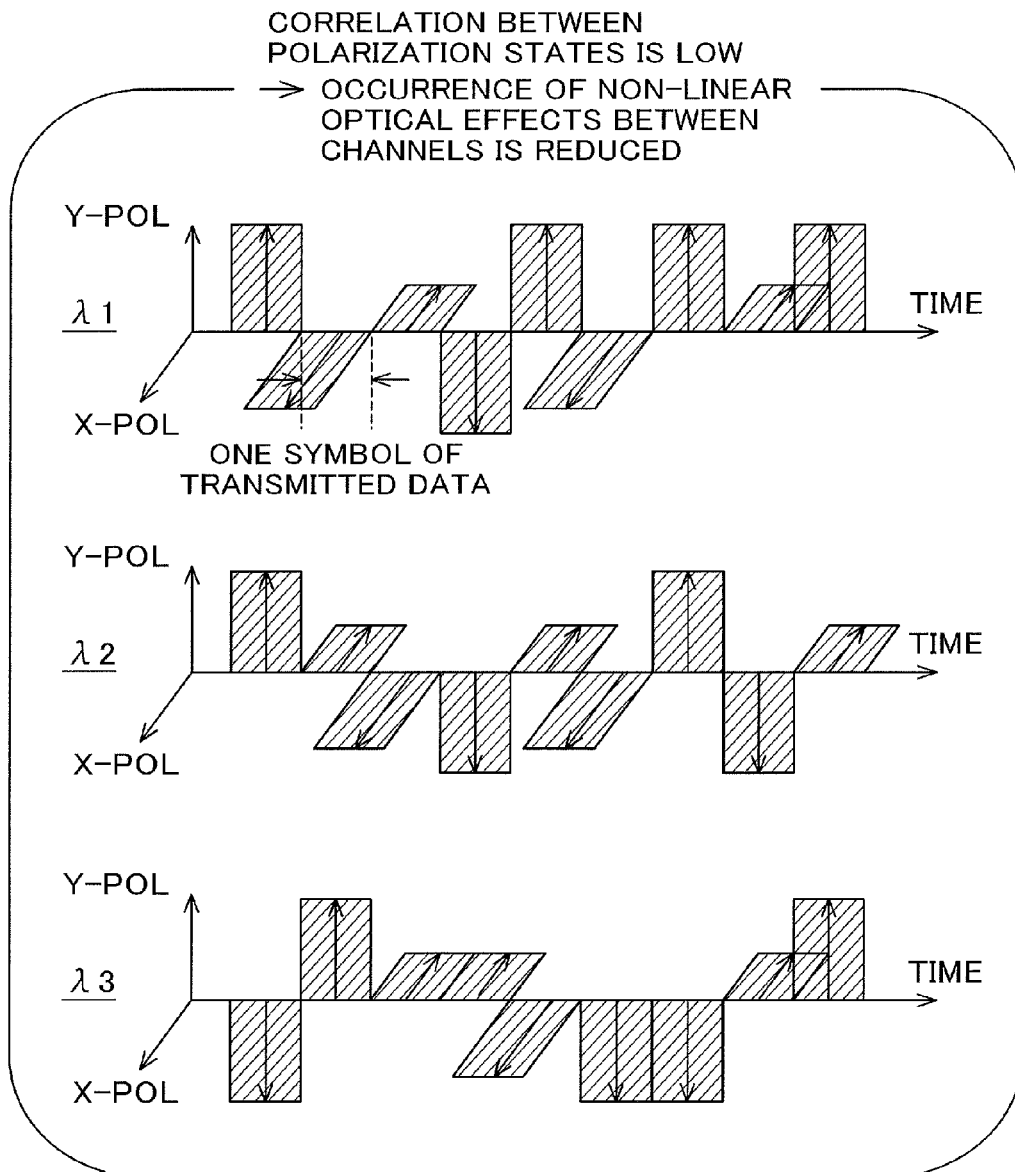 CORRELATION BETWEEN
POLARIZATION STATES IS LOW
→ OCCURRENCE OF NON-LINEAR
OPTICAL EFFECTS BETWEEN
CHANNELS IS REDUCED
Y-POL
λ1
TIME
X-POL
ONE SYMBOL OF
TRANSMITTED DATA
Y-POL
λ2
TIME
X-POL
Y-POL
λ3
TIME
X-POL